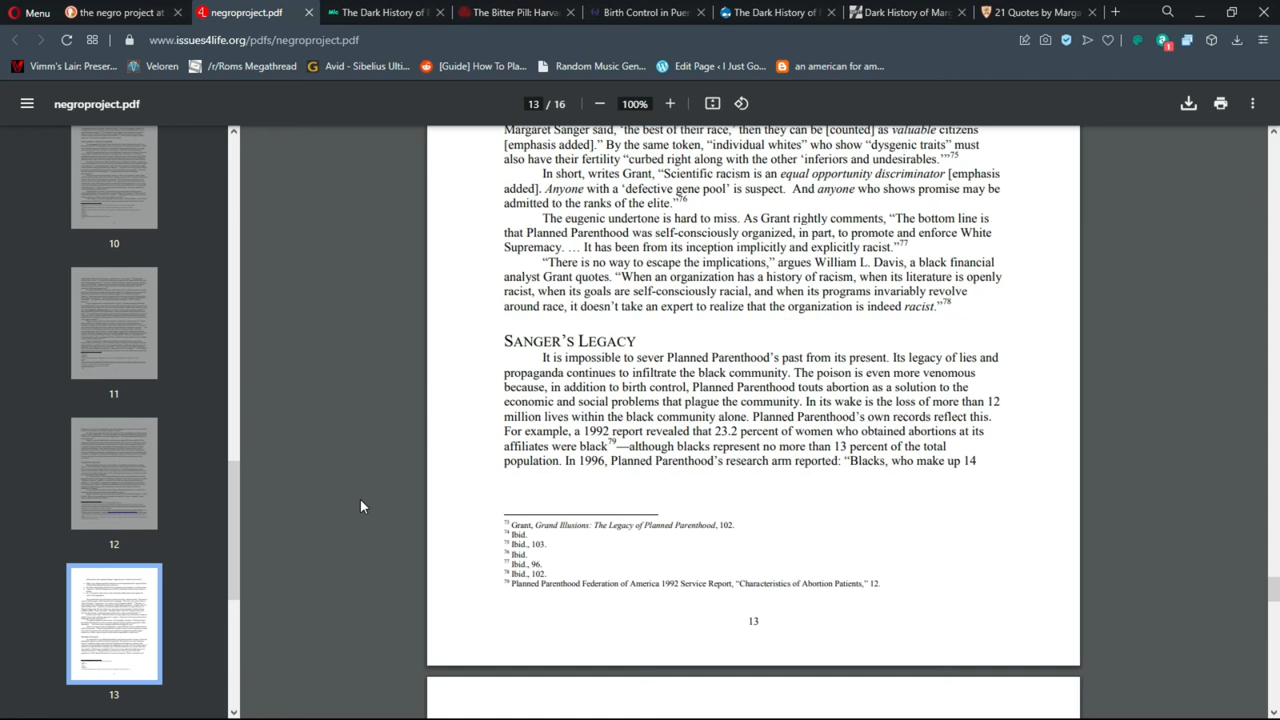 Menu
the negro project at
negroproject.pdf
The Dark History of
The Bitter Pill: Harva
Birth Control in Puer
The Dark History of
Dark History of Marg
21 Quotes by Marga
www.issues4life.org/pdfs/negroproject.pdf
1
Vimm's Lair: Preser...
Veloren
/r/Roms Megathread
Avid - Sibelius Ulti...
[Guide] How To Pla...
Random Music Gen...
Edit Page ‹ I Just Go...
an american for am...
negroproject.pdf
13 / 16
100%
10
11
12
13
Margaret Sanger said, 'the best of their race,' then they can be [counted] as valuable citizens
[emphasis added]." By the same token, "individual whites" who show "dysgenic traits" must
also have their fertility "curbed right along with the other 'inferiors and undesirables.'"75
In short, writes Grant, "Scientific racism is an equal opportunity discriminator [emphasis
added]. Anyone with a 'defective gene pool' is suspect. And anyone who shows promise may be
admitted to the ranks of the elite."76
The eugenic undertone is hard to miss. As Grant rightly comments, "The bottom line is
that Planned Parenthood was self-consciously organized, in part, to promote and enforce White
Supremacy. … It has been from its inception implicitly and explicitly racist."77
"There is no way to escape the implications," argues William L. Davis, a black financial
analyst Grant quotes. "When an organization has a history of racism, when its literature is openly
racist, when its goals are self-consciously racial, and when its programs invariably revolve
around race, it doesn't take an expert to realize that the organization is indeed racist."78
SANGER'S LEGACY
It is impossible to sever Planned Parenthood's past from its present. Its legacy of lies and
propaganda continues to infiltrate the black community. The poison is even more venomous
because, in addition to birth control, Planned Parenthood touts abortion as a solution to the
economic and social problems that plague the community. In its wake is the loss of more than 12
million lives within the black community alone. Planned Parenthood's own records reflect this.
For example, a 1992 report revealed that 23.2 percent of women who obtained abortions at its
affiliates were black79—although blacks represent no more than 13 percent of the total
population. In 1996, Planned Parenthood's research arm reported: "Blacks, who make up 14
73 Grant, Grand Illusions: The Legacy of Planned Parenthood, 102.
74 Ibid.
75 Ibid., 103.
76 Ibid.
77 Ibid., 96.
78 Ibid., 102.
79 Planned Parenthood Federation of America 1992 Service Report, "Characteristics of Abortion Patients," 12.
13